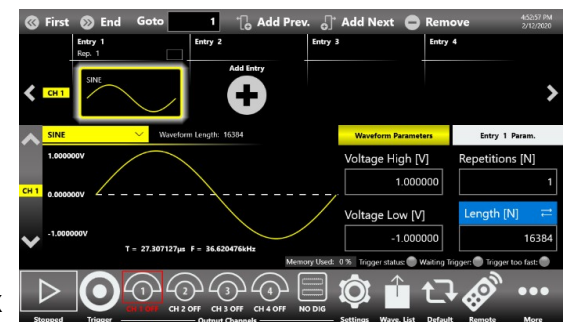 First End Goto 1 Add Prev. Add Next Remove 4:52:57 PM
2/12/2020
Entry 1 Entry 2 Entry 3 Entry 4
Rep. 1
Add Entry
CH 1 SINE
SINE Waveform Length: 16384 Waveform Parameters Entry 1 Param.
1.000000V
Voltage High [V] Repetitions [N]
1.000000 1
CH 1 0.000000V
Voltage Low [V] Length [N]
-1.000000V
-1.000000 16384
T = 27.307127µs F = 36.620476kHz
Memory Used: 0 % Trigger status: Waiting Trigger: Trigger too fast:
1 2 3 4
CH 1 OFF CH 2 OFF CH 3 OFF CH 4 OFF NO DIG
Stopped Trigger Output Channels Settings Wave. List Default Remote More